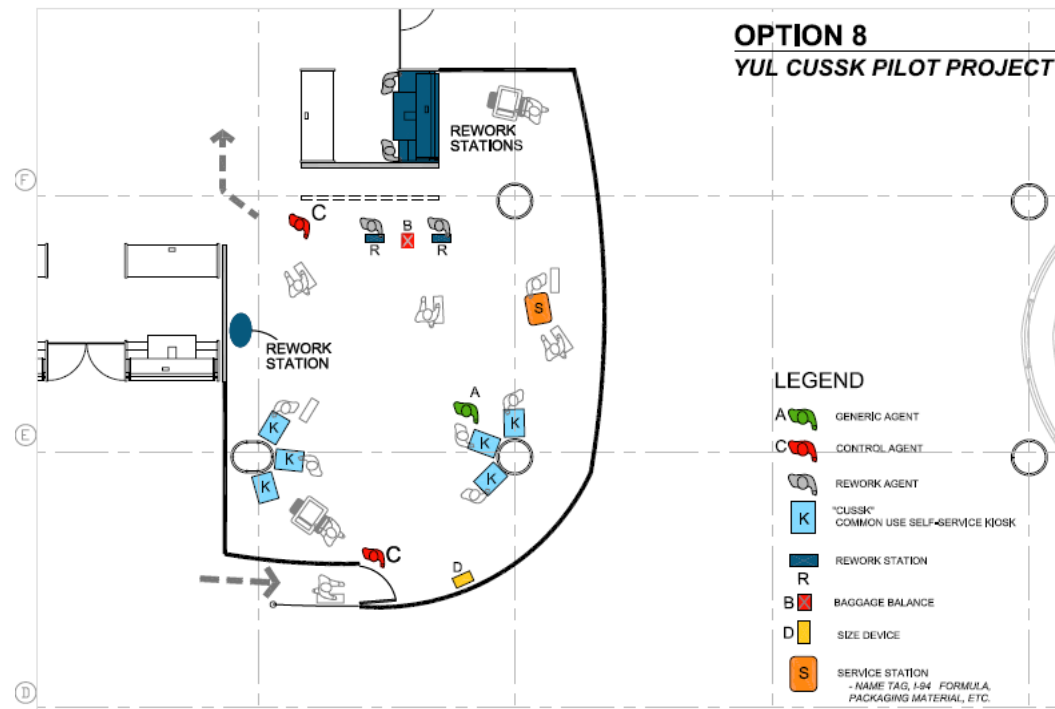 OPTION 8
YUL CUSSK PILOT PROJECT
REWORK
STATIONS
F
C
B
R
R
S
REWORK
STATION
A
E
K
K
K
K
K
K
C
D
D
LEGEND
A GENERIC AGENT
C CONTROL AGENT
REWORK AGENT
K "CUSSK"
COMMON USE SELF-SERVICE KIOSK
REWORK STATION
R
B BAGGAGE BALANCE
D SIZE DEVICE
S SERVICE STATION
- NAME TAG, I-94 FORMULA,
PACKAGING MATERIAL, ETC.